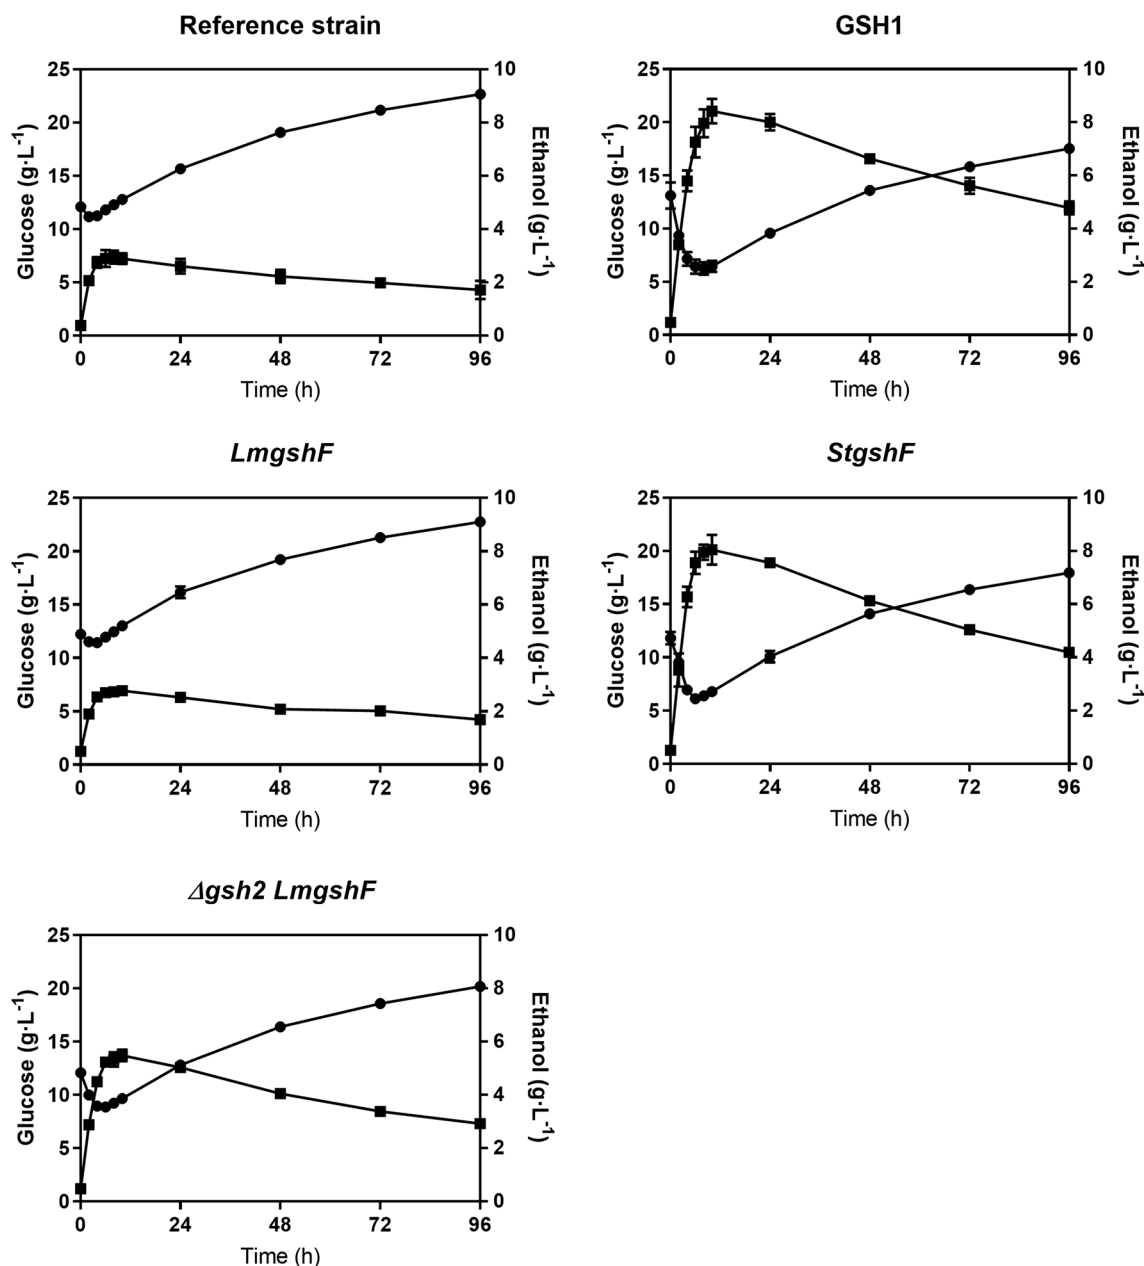 Reference strain
25
20
15
10
5
0
Glucose (g·L⁻¹)
10
8
6
4
2
0
Ethanol (g·L⁻¹)
0 24 48 72 96
Time (h)
GSH1
25
20
15
10
5
0
Glucose (g·L⁻¹)
10
8
6
4
2
0
Ethanol (g·L⁻¹)
0 24 48 72 96
Time (h)
LmgshF
25
20
15
10
5
0
Glucose (g·L⁻¹)
10
8
6
4
2
0
Ethanol (g·L⁻¹)
0 24 48 72 96
Time (h)
StgshF
25
20
15
10
5
0
Glucose (g·L⁻¹)
10
8
6
4
2
0
Ethanol (g·L⁻¹)
0 24 48 72 96
Time (h)
Δgsh2 LmgshF
25
20
15
10
5
0
Glucose (g·L⁻¹)
10
8
6
4
2
0
Ethanol (g·L⁻¹)
0 24 48 72 96
Time (h)